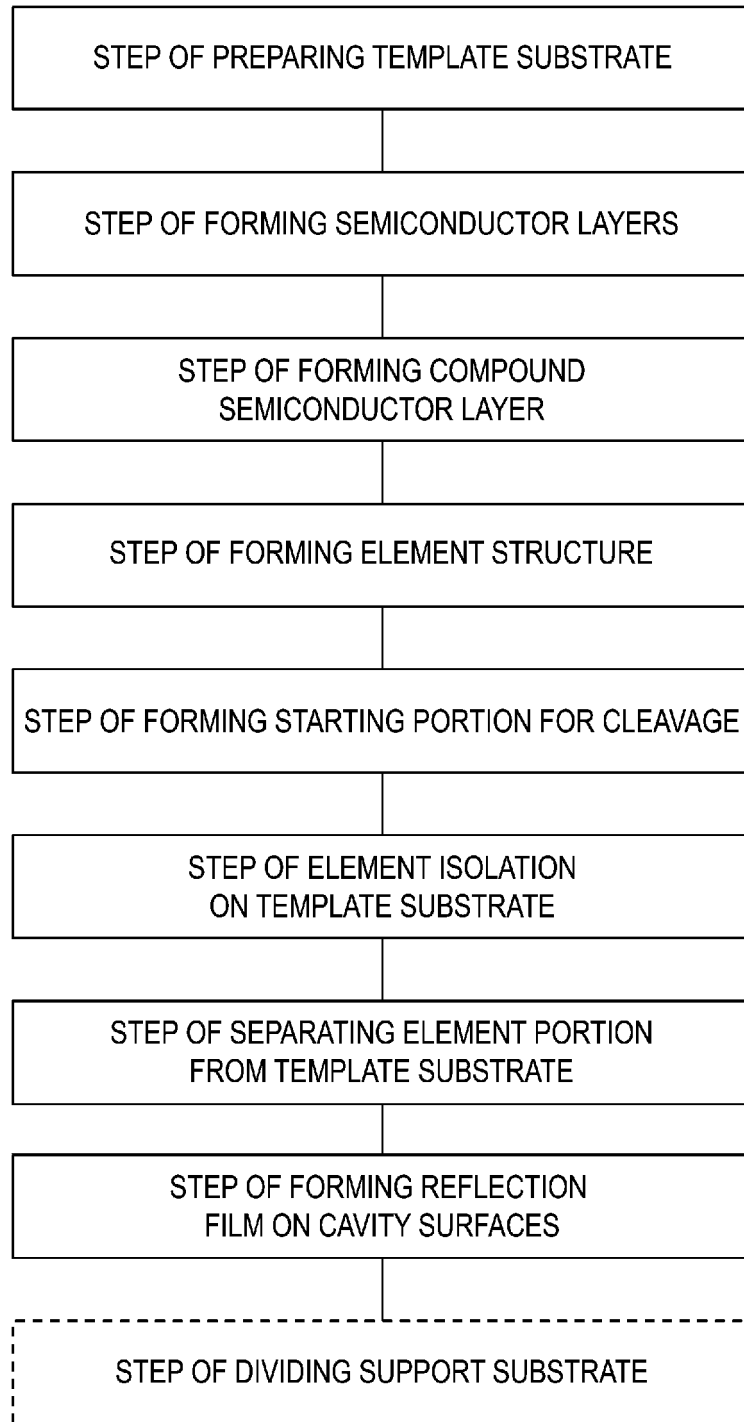 STEP OF PREPARING TEMPLATE SUBSTRATE
STEP OF FORMING SEMICONDUCTOR LAYERS
STEP OF FORMING COMPOUND
SEMICONDUCTOR LAYER
STEP OF FORMING ELEMENT STRUCTURE
STEP OF FORMING STARTING PORTION FOR CLEAVAGE
STEP OF ELEMENT ISOLATION
ON TEMPLATE SUBSTRATE
STEP OF SEPARATING ELEMENT PORTION
FROM TEMPLATE SUBSTRATE
STEP OF FORMING REFLECTION
FILM ON CAVITY SURFACES
STEP OF DIVIDING SUPPORT SUBSTRATE